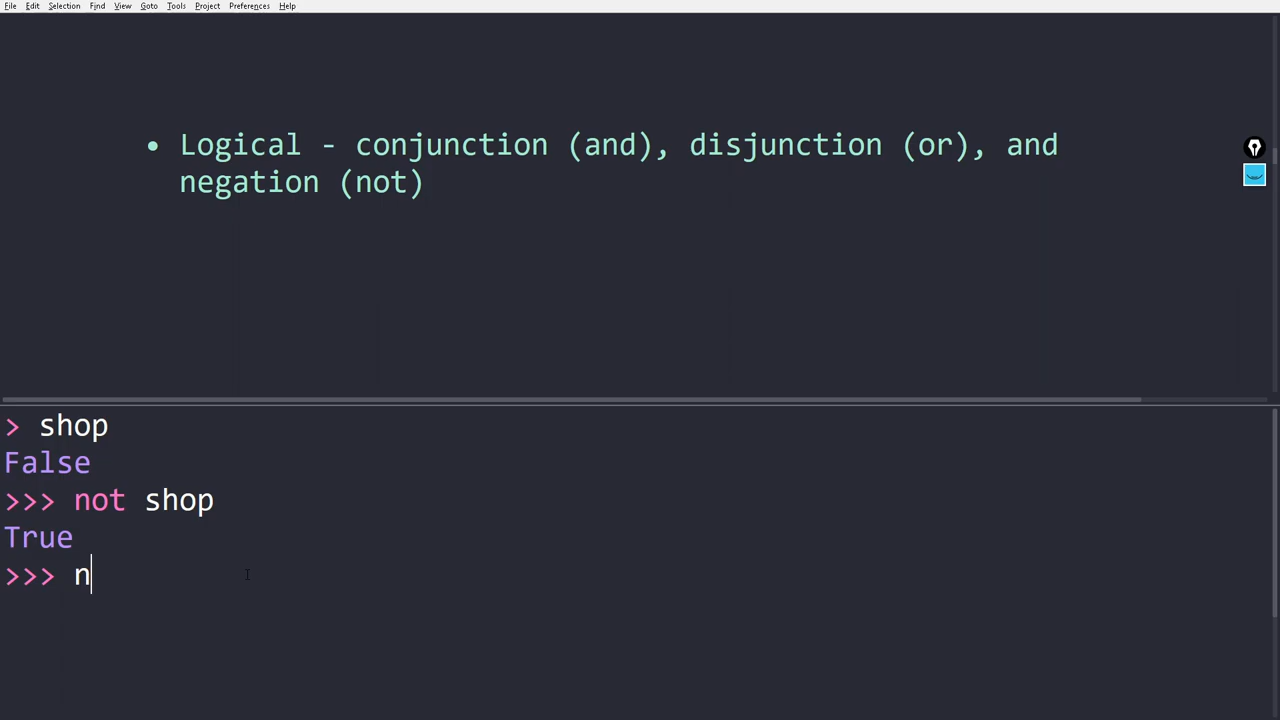 File Edit Selection Find View Goto Tools Project Preferences Help
• Logical - conjunction (and), disjunction (or), and
negation (not)
> shop
False
>>> not shop
True
>>> n